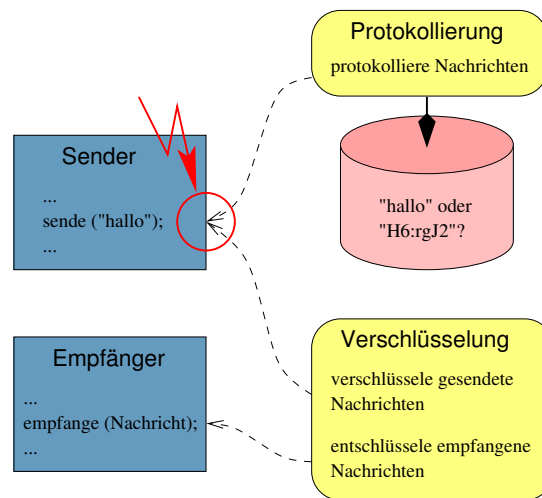 Protokollierung
protokolliere Nachrichten
Sender
...
sende ("hallo");
...
"hallo" oder
"H6:rgJ2"?
Empfänger
...
empfange (Nachricht);
...
Verschlüsselung
verschlüssele gesendete
Nachrichten
entschlüssele empfangene
Nachrichten